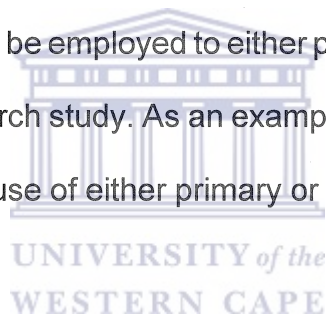 be employed to either p
rch study. As an examp
use of either primary or
UNIVERSITY of the
WESTERN CAPE